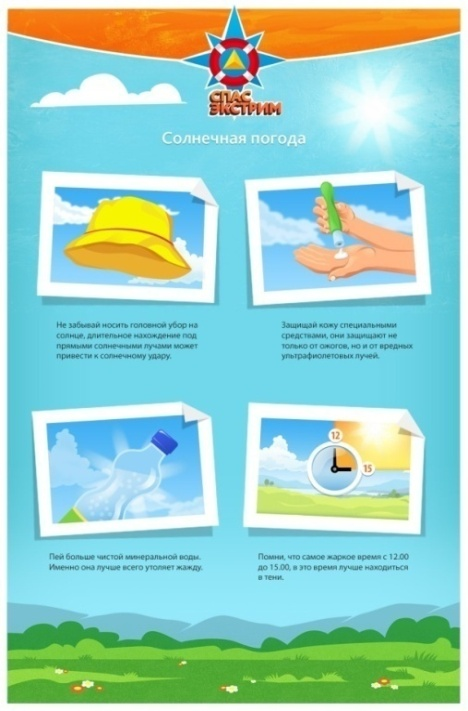 СПАС
ЭКСТРИМ
Солнечная погода
Не забывай носить головной убор на
солнце, длительное нахождение под
прямыми солнечными лучами может
привести к солнечному удару.
Защищай кожу специальными
средствами, они защищают не
только от ожогов, но и от вредных
ультрафиолетовых лучей.
Пей больше чистой минеральной воды.
Именно она лучше всего утоляет жажду.
12
15
Помни, что самое жаркое время с 12.00
до 15.00, в это время лучше находиться
в тени.